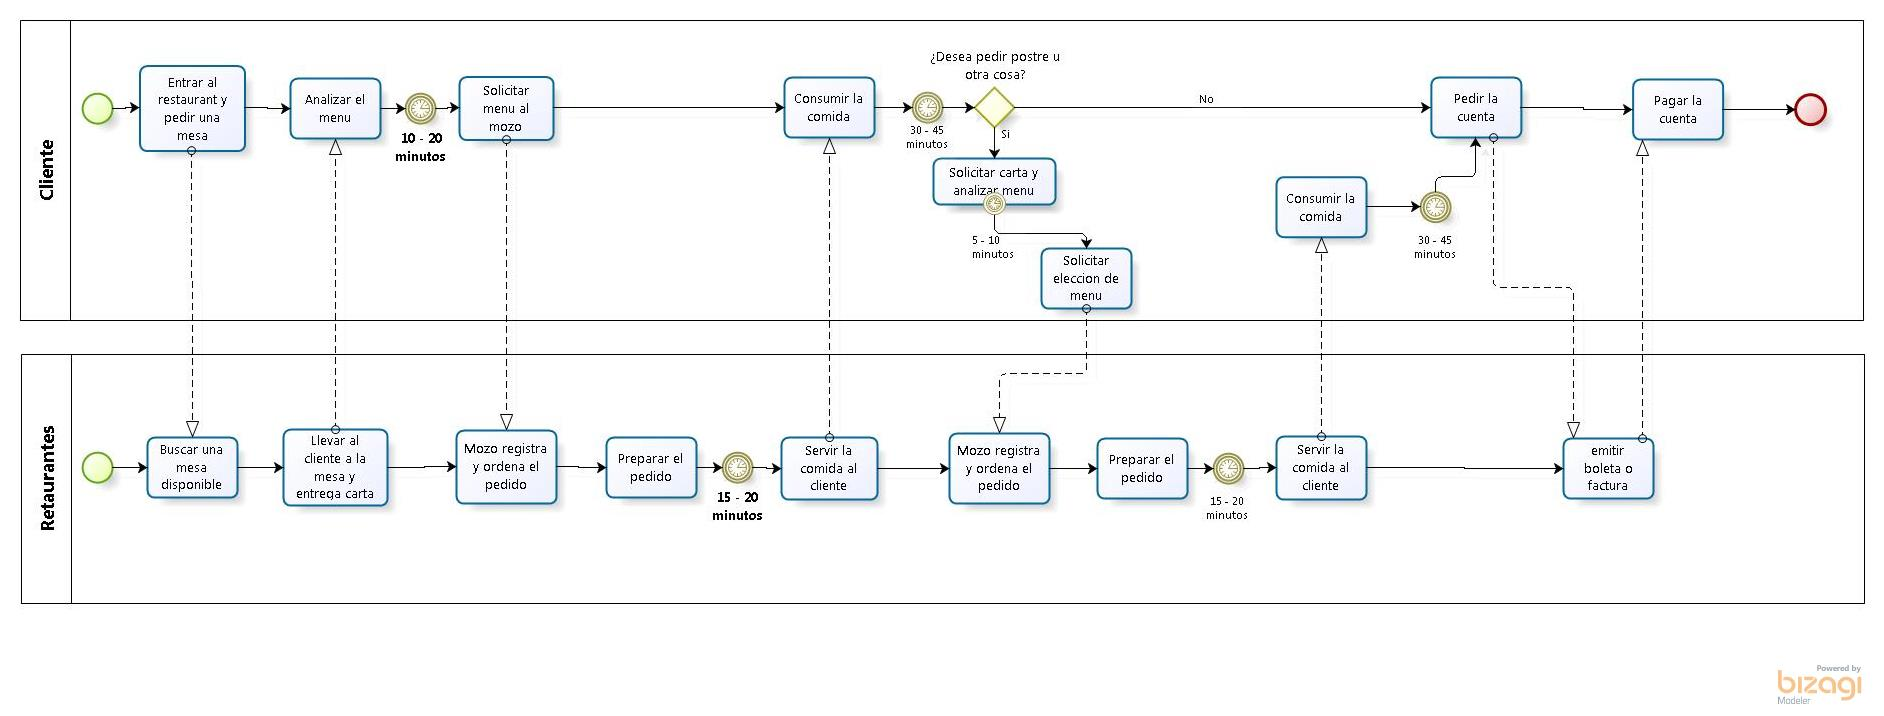 Cliente
Entrar al
restaurant y
pedir una
mesa
Analizar el
menu
10 - 20
minutos
Solicitar
menu al
mozo
Consumir la
comida
30 - 45
minutos
¿Desea pedir postre u
otra cosa?
No
Si
Solicitar carta y
analizar menu
5 - 10
minutos
Solicitar
eleccion de
menu
Consumir la
comida
30 - 45
minutos
Pedir la
cuenta
Pagar la
cuenta
Retaurantes
Buscar una
mesa
disponible
Llevar al
cliente a la
mesa y
entrega carta
Mozo registra
y ordena el
pedido
Preparar el
pedido
15 - 20
minutos
Servir la
comida al
cliente
Mozo registra
y ordena el
pedido
Preparar el
pedido
15 - 20
minutos
Servir la
comida al
cliente
emitir
boleta o
factura
Powered by
bizagi
Modeler